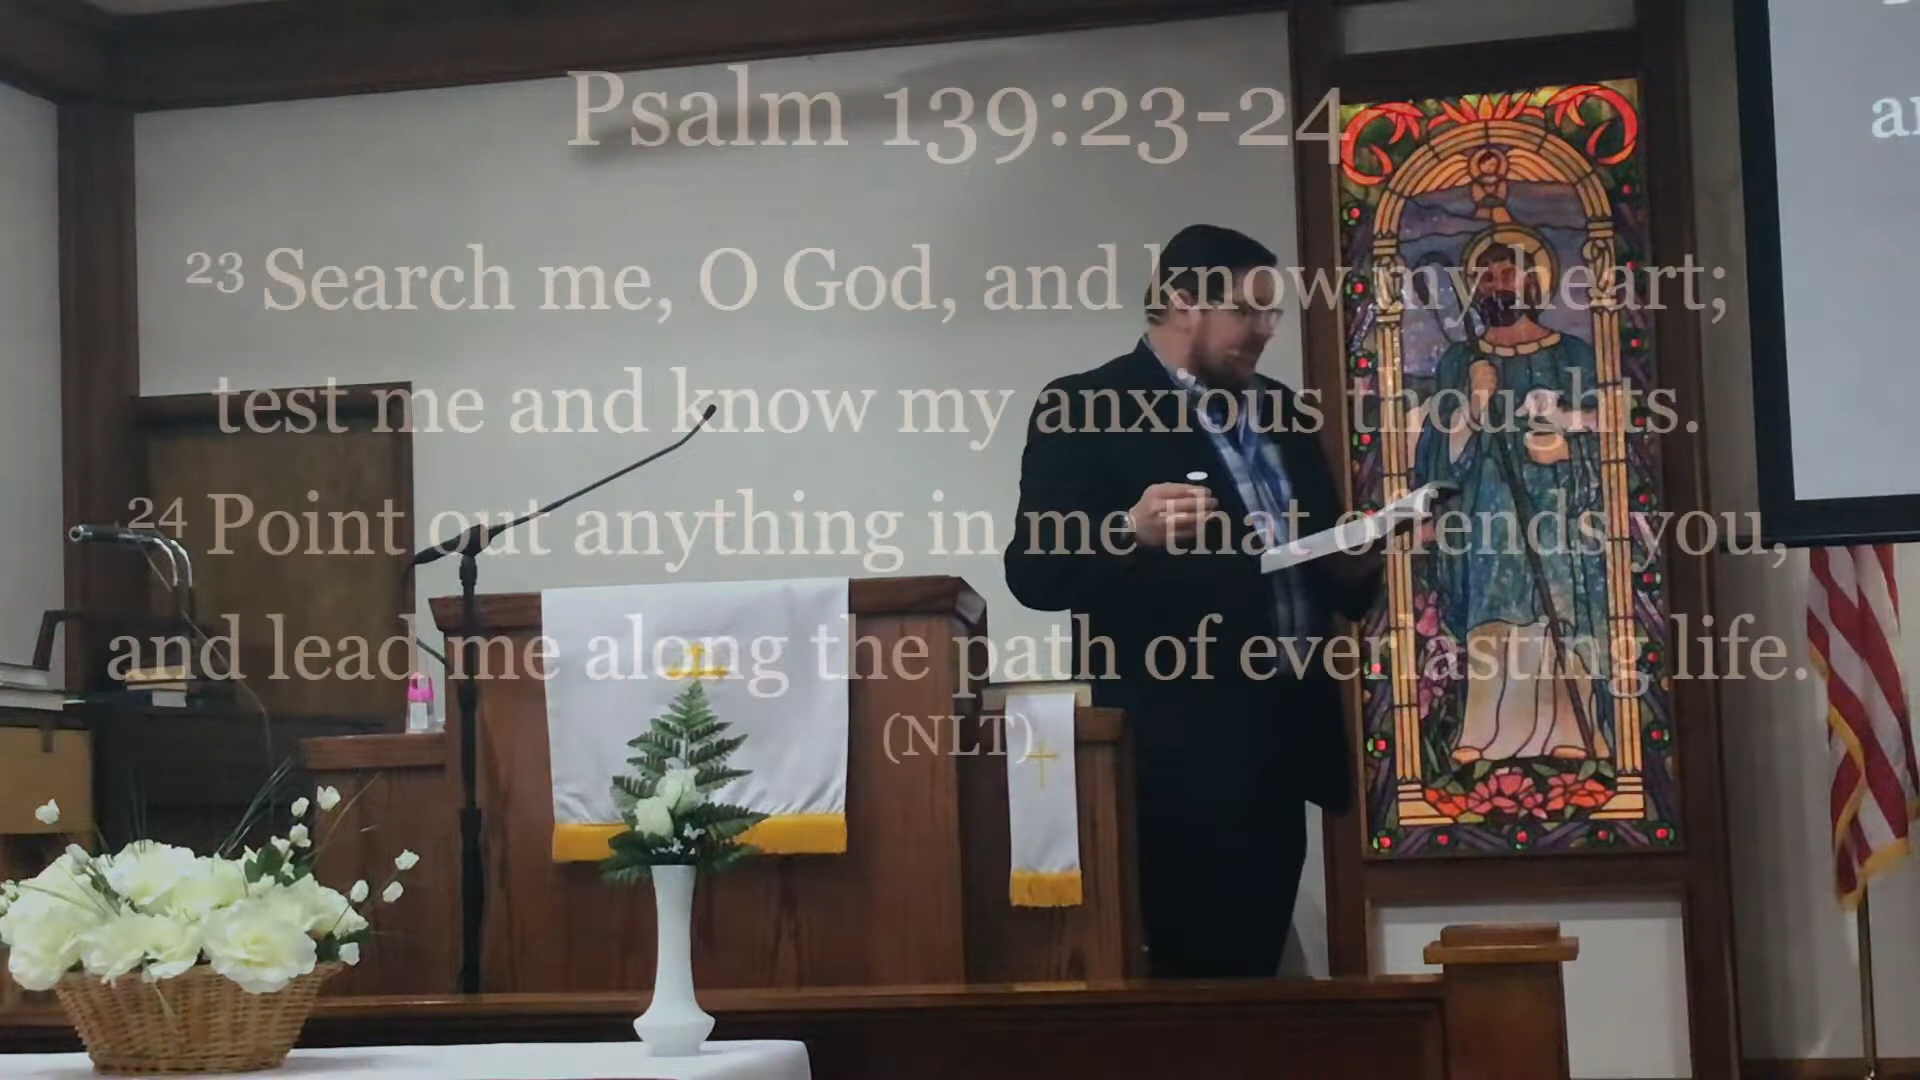 Psalm 139:23-24
²³ Search me, O God, and know my heart;
test me and know my anxious thoughts.
²⁴ Point out anything in me that offends you,
and lead me along the path of everlasting life.
(NLT)